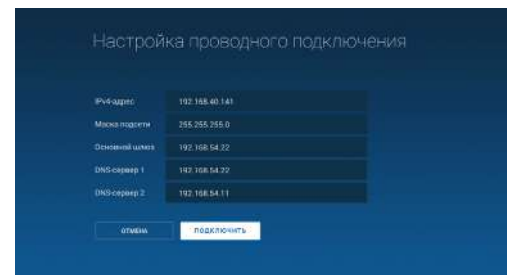 Настройка проводного подключения
IPv4-адрес 192.168.40.141
Маска подсети 255.255.255.0
Основной шлюз 192.168.54.22
DNS-сервер 1 192.168.54.22
DNS-сервер 2 192.168.54.11
ОТМЕНА ПОДКЛЮЧИТЬ